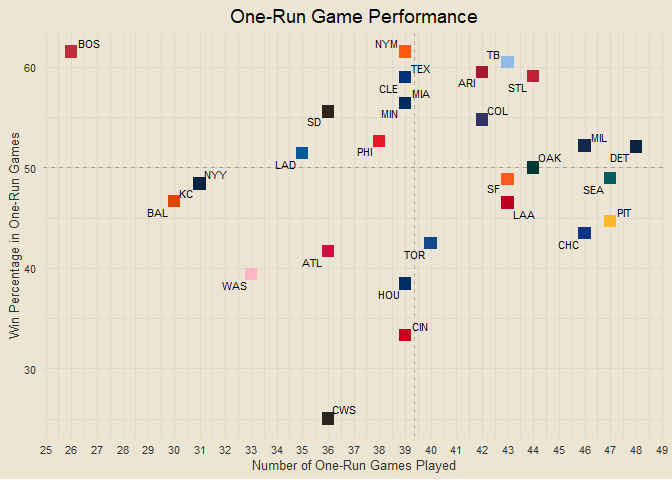 One-Run Game Performance
BOS
NYM
TB
60
TEX
ARI
STL
CLE
MIA
MIN
SD
COL
PHI
LAD
MIL
DET
50
OAK
NYY
KC
SF
SEA
BAL
LAA
PIT
TOR
CHC
ATL
40
WAS
HOU
CIN
30
CWS
25 26 27 28 29 30 31 32 33 34 35 36 37 38 39 40 41 42 43 44 45 46 47 48 49
Number of One-Run Games Played
Win Percentage in One-Run Games